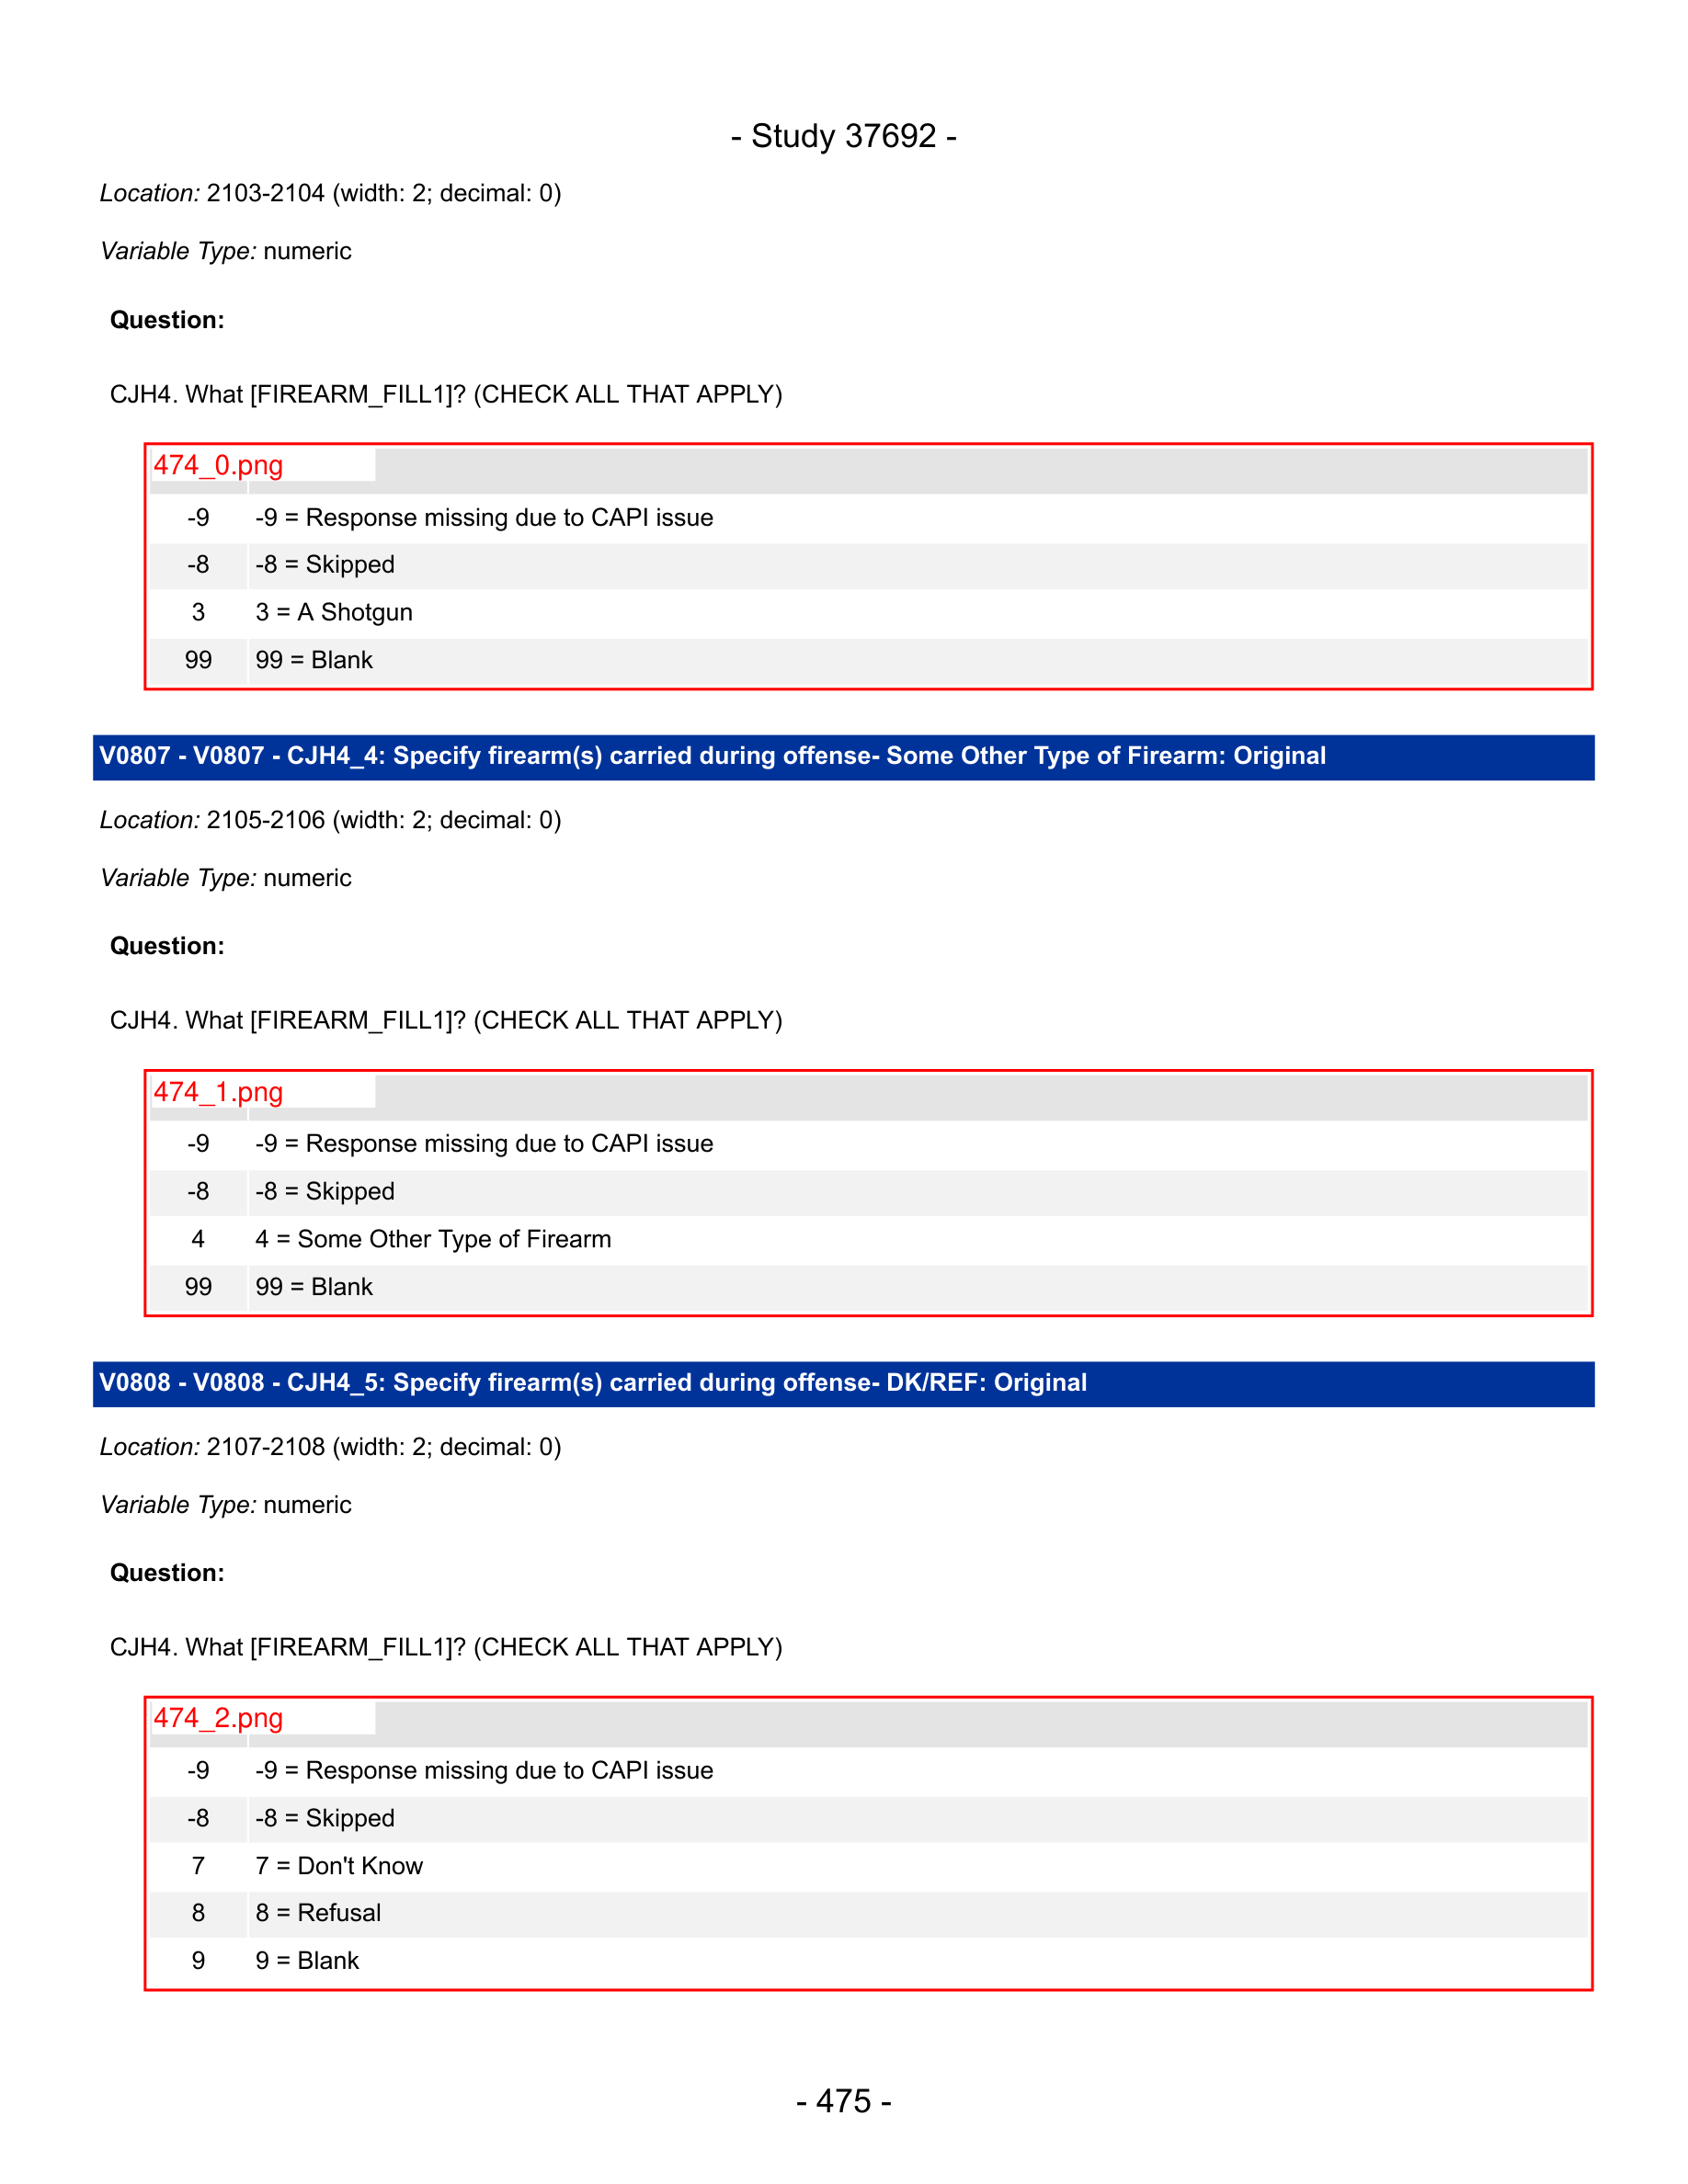 - Study 37692 -
Location: 2103-2104 (width: 2; decimal: 0)
Variable Type: numeric
Question:
CJH4. What [FIREARM_FILL1]? (CHECK ALL THAT APPLY)
474_0.png
-9 -9 = Response missing due to CAPI issue
-8 -8 = Skipped
3 3 = A Shotgun
99 99 = Blank
V0807 - V0807 - CJH4_4: Specify firearm(s) carried during offense- Some Other Type of Firearm: Original
Location: 2105-2106 (width: 2; decimal: 0)
Variable Type: numeric
Question:
CJH4. What [FIREARM_FILL1]? (CHECK ALL THAT APPLY)
474_1.png
-9 -9 = Response missing due to CAPI issue
-8 -8 = Skipped
4 4 = Some Other Type of Firearm
99 99 = Blank
V0808 - V0808 - CJH4_5: Specify firearm(s) carried during offense- DK/REF: Original
Location: 2107-2108 (width: 2; decimal: 0)
Variable Type: numeric
Question:
CJH4. What [FIREARM_FILL1]? (CHECK ALL THAT APPLY)
474_2.png
-9 -9 = Response missing due to CAPI issue
-8 -8 = Skipped
7 7 = Don't Know
8 8 = Refusal
9 9 = Blank
- 475 -